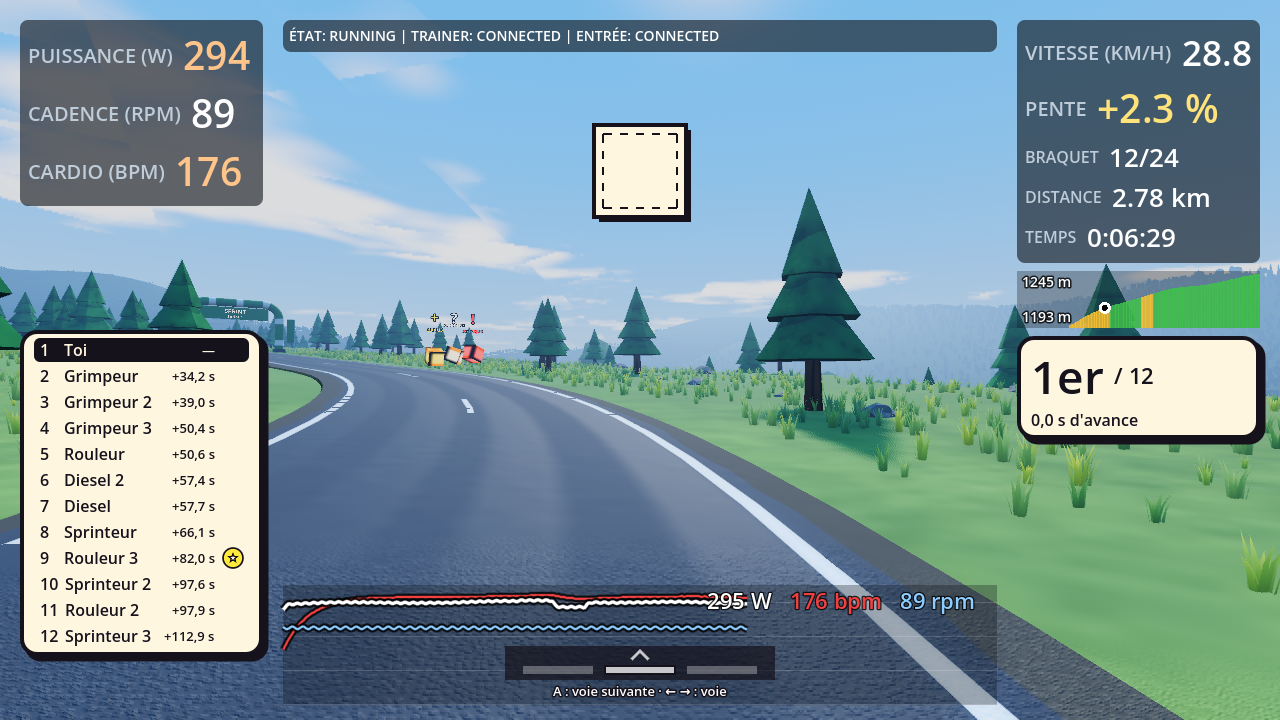 PUISSANCE (W) 294
CADENCE (RPM) 89
CARDIO (BPM) 176
ÉTAT: RUNNING | TRAINER: CONNECTED | ENTRÉE: CONNECTED
VITESSE (KM/H) 28.8
PENTE +2.3 %
BRAQUET 12/24
DISTANCE 2.78 km
TEMPS 0:06:29
1245 m
1193 m
1er / 12
0,0 s d'avance
SPRINT
1 Toi —
2 Grimpeur +34,2 s
3 Grimpeur 2 +39,0 s
4 Grimpeur 3 +50,4 s
5 Rouleur +50,6 s
6 Diesel 2 +57,4 s
7 Diesel +57,7 s
8 Sprinteur +66,1 s
9 Rouleur 3 +82,0 s
10 Sprinteur 2 +97,6 s
11 Rouleur 2 +97,9 s
12 Sprinteur 3 +112,9 s
295 W 176 bpm 89 rpm
A : voie suivante · ← → : voie